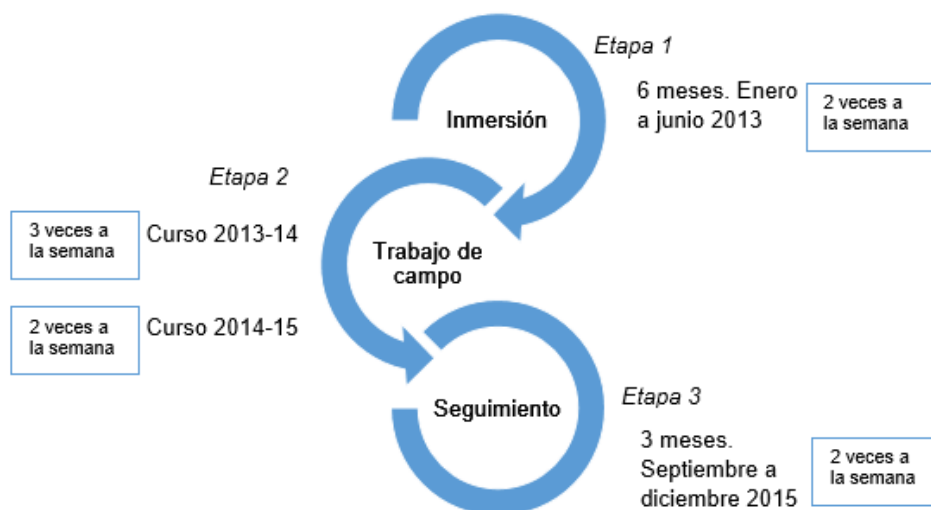 Etapa 1
Inmersión
6 meses. Enero
a junio 2013
2 veces a
la semana
Etapa 2
3 veces a
la semana
Curso 2013-14
Trabajo de
campo
2 veces a
la semana
Curso 2014-15
Seguimiento
Etapa 3
3 meses.
Septiembre a
diciembre 2015
2 veces a
la semana